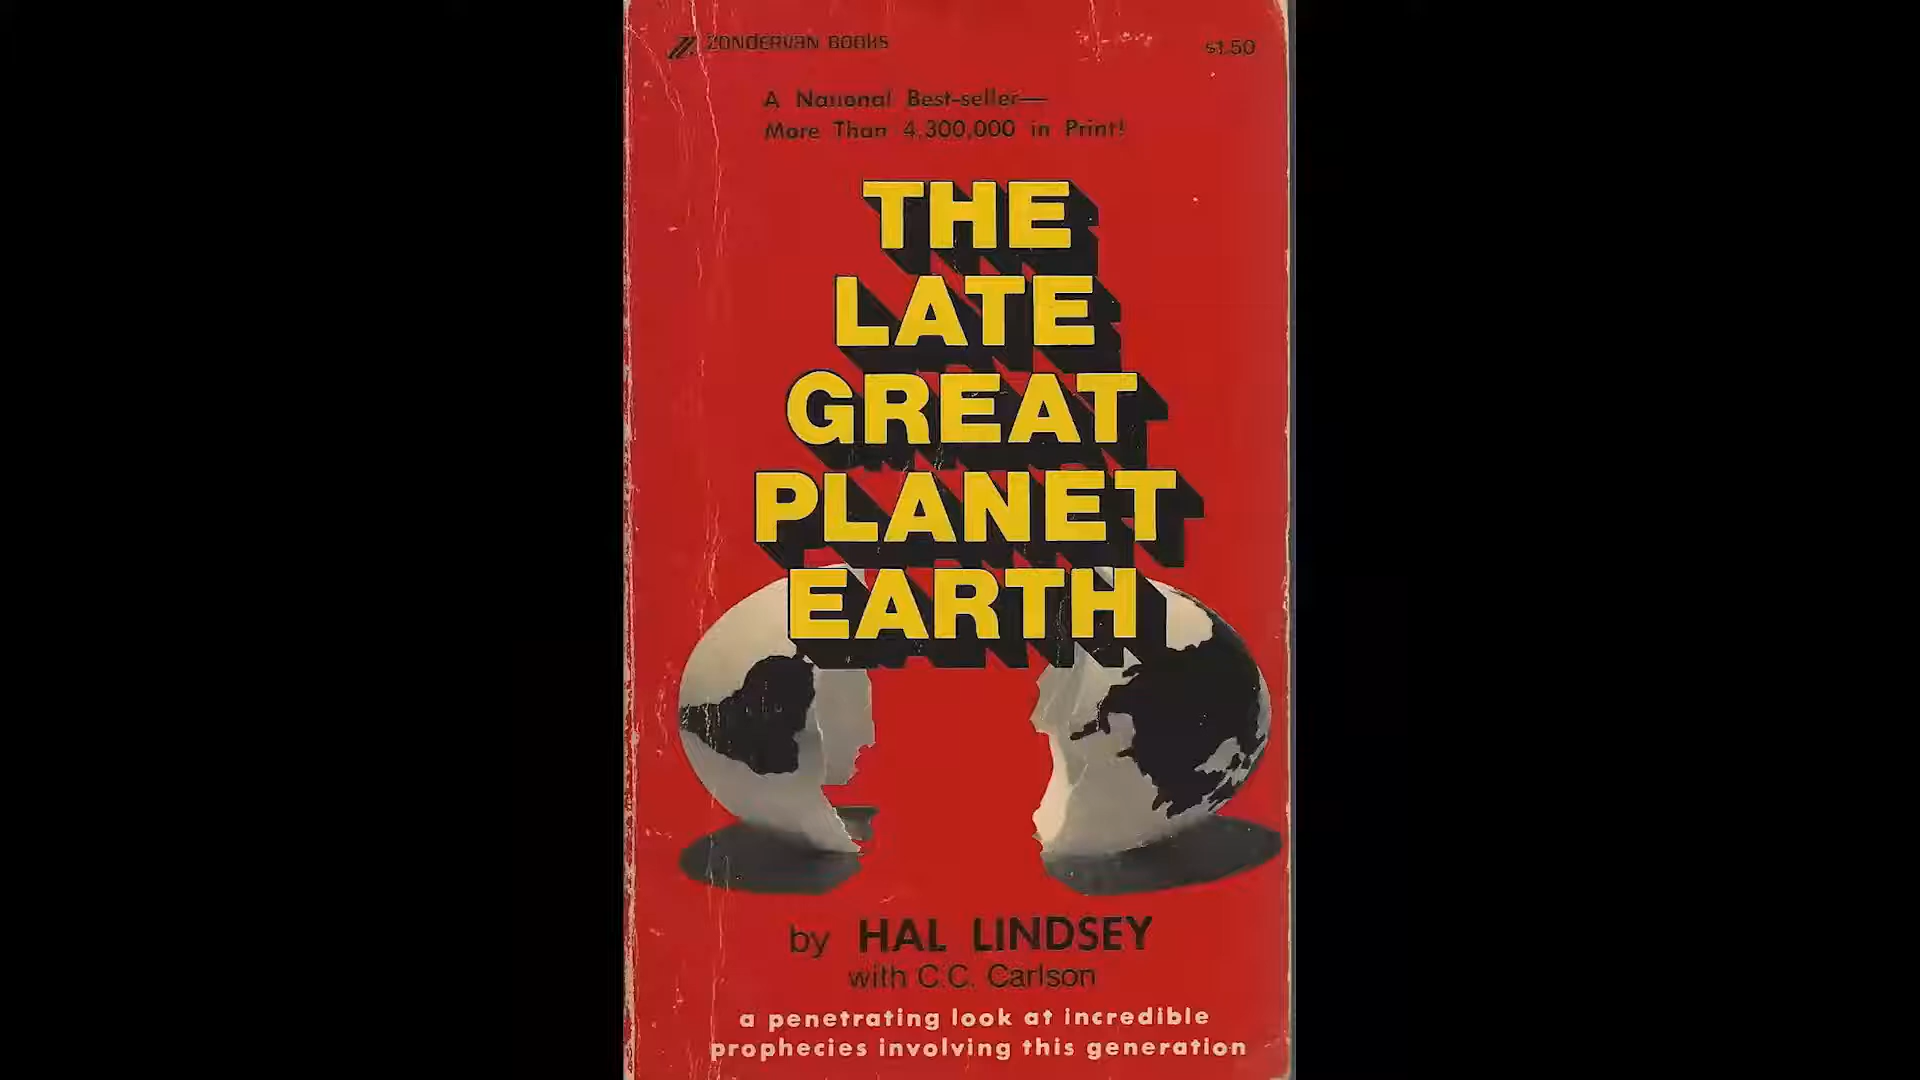 ZONDERVAN BOOKS
$1.50
A National Best-seller—
More Than 4,300,000 in Print!
THE
LATE
GREAT
PLANET
EARTH
by HAL LINDSEY
with C.C. Carlson
a penetrating look at incredible
prophecies involving this generation